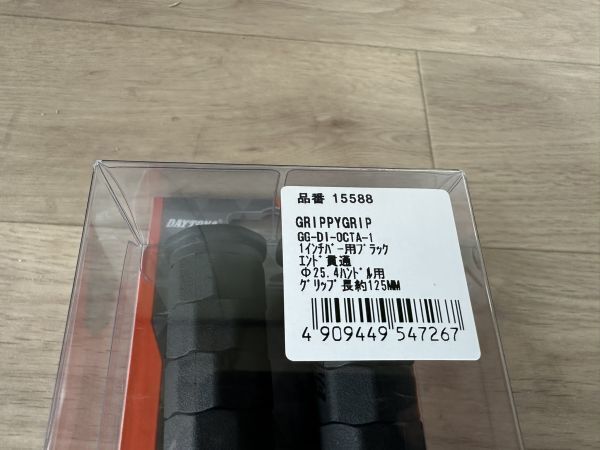 DAYTONA
品番 15588
GRIPPYGRIP
GG-DI-OCTA-1
1インチバー用ブラック
エンド貫通
Φ25.4ハンドル用
グリップ長約125MM
4 909449 547267